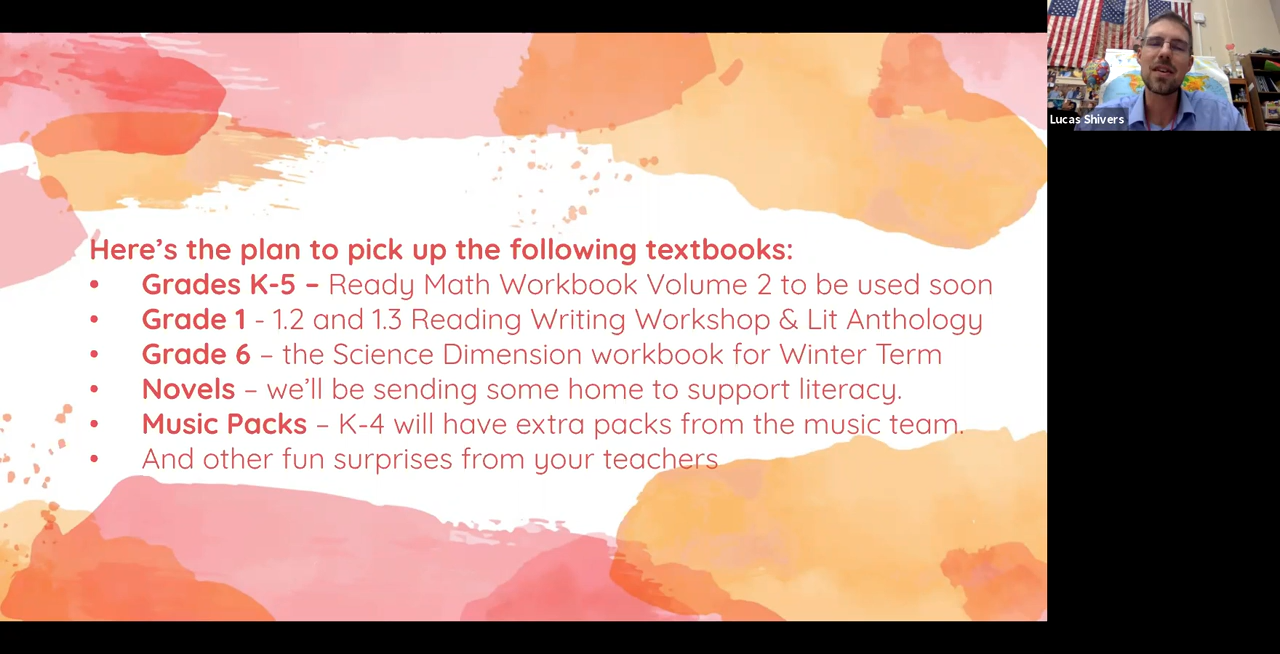 Here’s the plan to pick up the following textbooks:
• Grades K-5 – Ready Math Workbook Volume 2 to be used soon
• Grade 1 - 1.2 and 1.3 Reading Writing Workshop & Lit Anthology
• Grade 6 – the Science Dimension workbook for Winter Term
• Novels – we’ll be sending some home to support literacy.
• Music Packs – K-4 will have extra packs from the music team.
• And other fun surprises from your teachers
Lucas Shivers